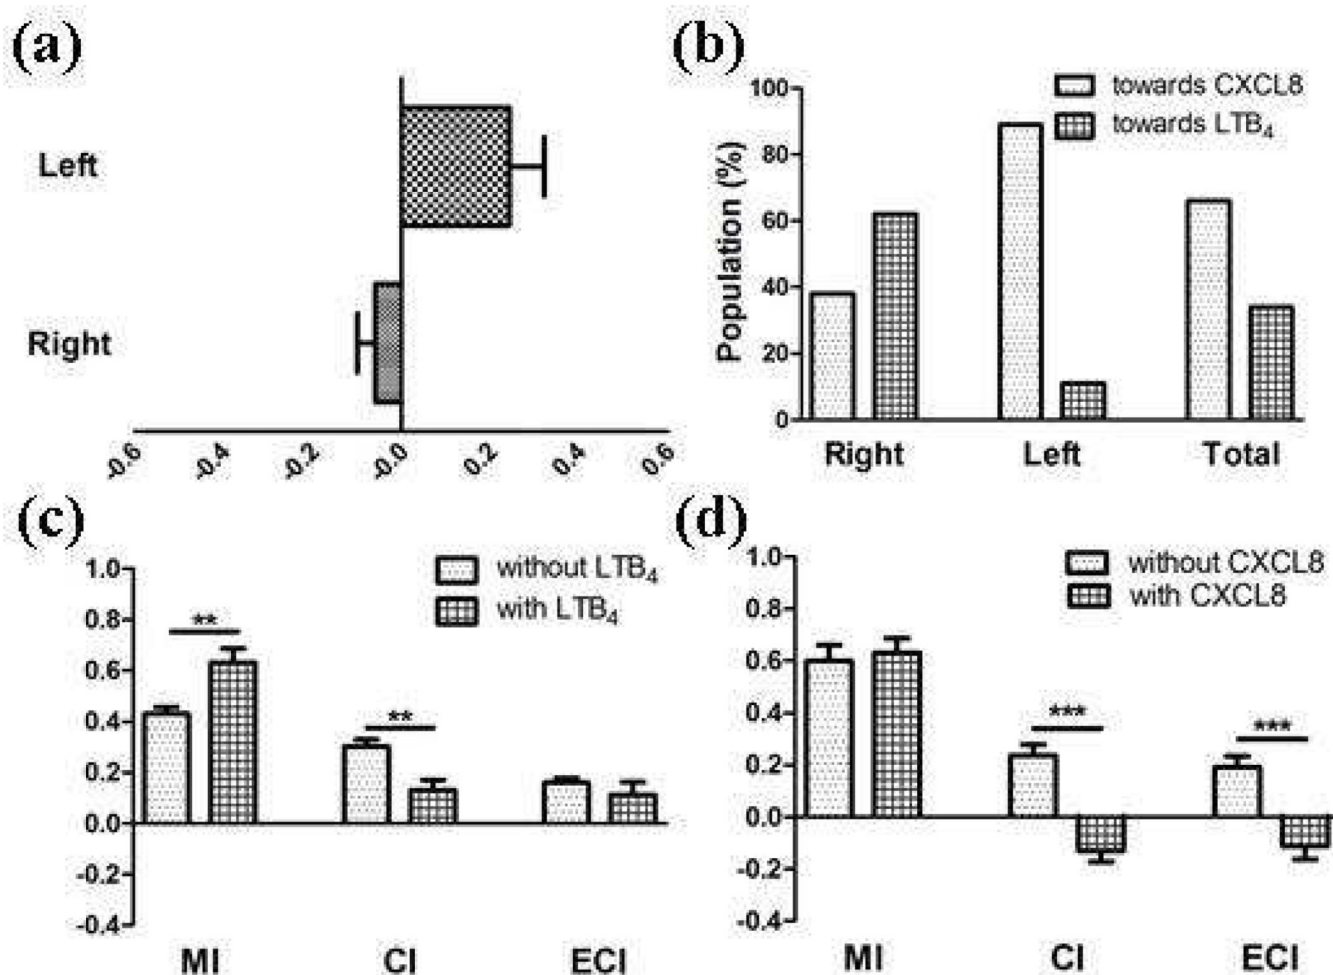 (a)
Left
Right
-0.6
-0.4
-0.2
-0.0
0.2
0.4
0.6
(b)
towards CXCL8
towards LTB4
Population (%)
100
80
60
40
20
0
Right
Left
Total
(c)
without LTB4
with LTB4
1.0
0.8
0.6
0.4
0.2
0.0
-0.2
-0.4
**
**
MI
CI
ECI
(d)
without CXCL8
with CXCL8
1.0
0.8
0.6
0.4
0.2
0.0
-0.2
-0.4
***
***
MI
CI
ECI